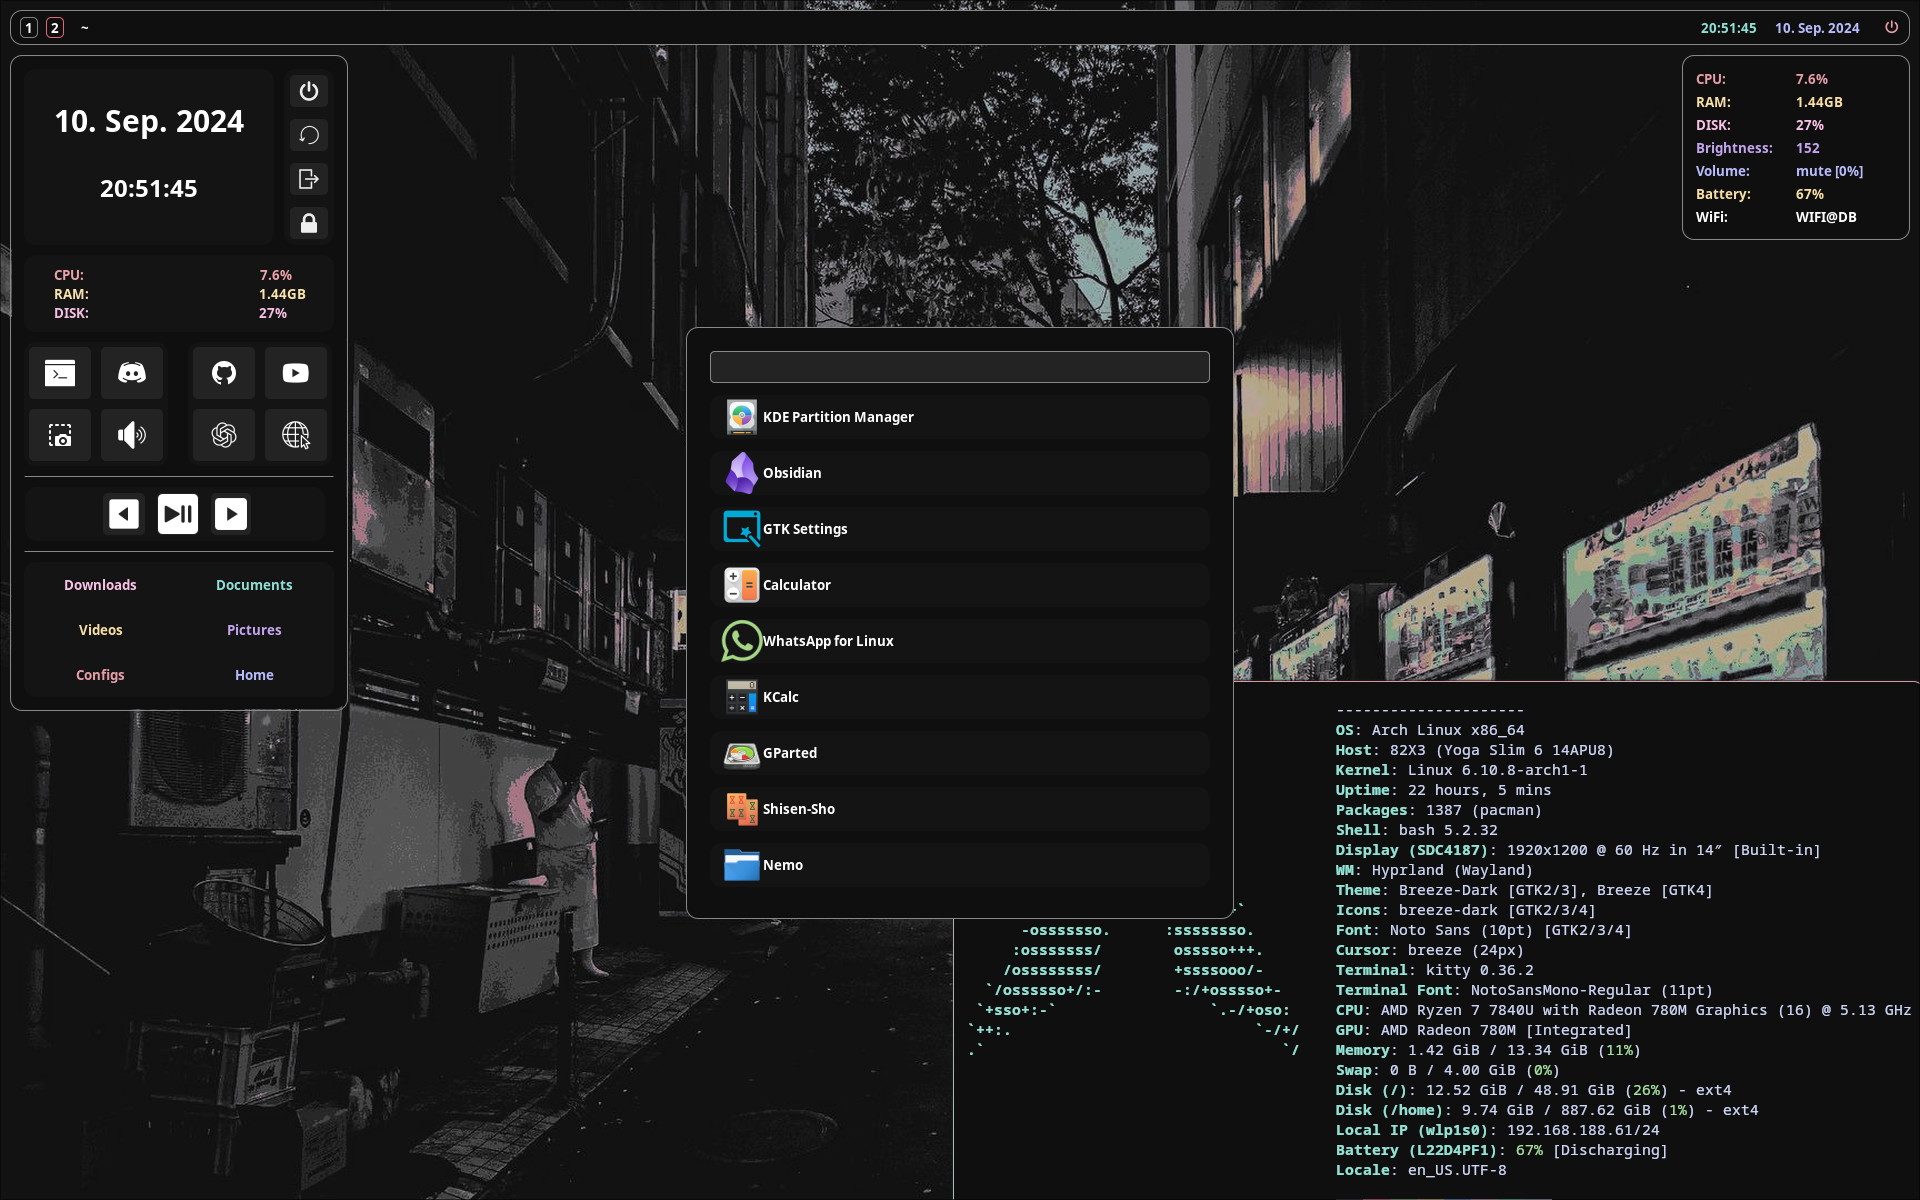 1 2 ~ 20:51:45 10. Sep. 2024
10. Sep. 2024
20:51:45
CPU: 7.6%
RAM: 1.44GB
DISK: 27%
Downloads Documents
Videos Pictures
Configs Home
KDE Partition Manager
Obsidian
GTK Settings
Calculator
WhatsApp for Linux
KCalc
GParted
Shisen-Sho
Nemo
CPU: 7.6%
RAM: 1.44GB
DISK: 27%
Brightness: 152
Volume: mute [0%]
Battery: 67%
WiFi: WIFI@DB
---------------------
OS: Arch Linux x86_64
Host: 82X3 (Yoga Slim 6 14APU8)
Kernel: Linux 6.10.8-arch1-1
Uptime: 22 hours, 5 mins
Packages: 1387 (pacman)
Shell: bash 5.2.32
Display (SDC4187): 1920x1200 @ 60 Hz in 14″ [Built-in]
WM: Hyprland (Wayland)
Theme: Breeze-Dark [GTK2/3], Breeze [GTK4]
Icons: breeze-dark [GTK2/3/4]
-osssssso. :ssssssso. Font: Noto Sans (10pt) [GTK2/3/4]
:osssssss/ osssso+++. Cursor: breeze (24px)
/ossssssss/ +ssssooo/- Terminal: kitty 0.36.2
`/ossssso+/:- -:/+osssso+- Terminal Font: NotoSansMono-Regular (11pt)
`+sso+:-` `.-/+oso: CPU: AMD Ryzen 7 7840U with Radeon 780M Graphics (16) @ 5.13 GHz
`++:. `-/+/ GPU: AMD Radeon 780M [Integrated]
.` `/ Memory: 1.42 GiB / 13.34 GiB (11%)
Swap: 0 B / 4.00 GiB (0%)
Disk (/): 12.52 GiB / 48.91 GiB (26%) - ext4
Disk (/home): 9.74 GiB / 887.62 GiB (1%) - ext4
Local IP (wlp1s0): 192.168.188.61/24
Battery (L22D4PF1): 67% [Discharging]
Locale: en_US.UTF-8